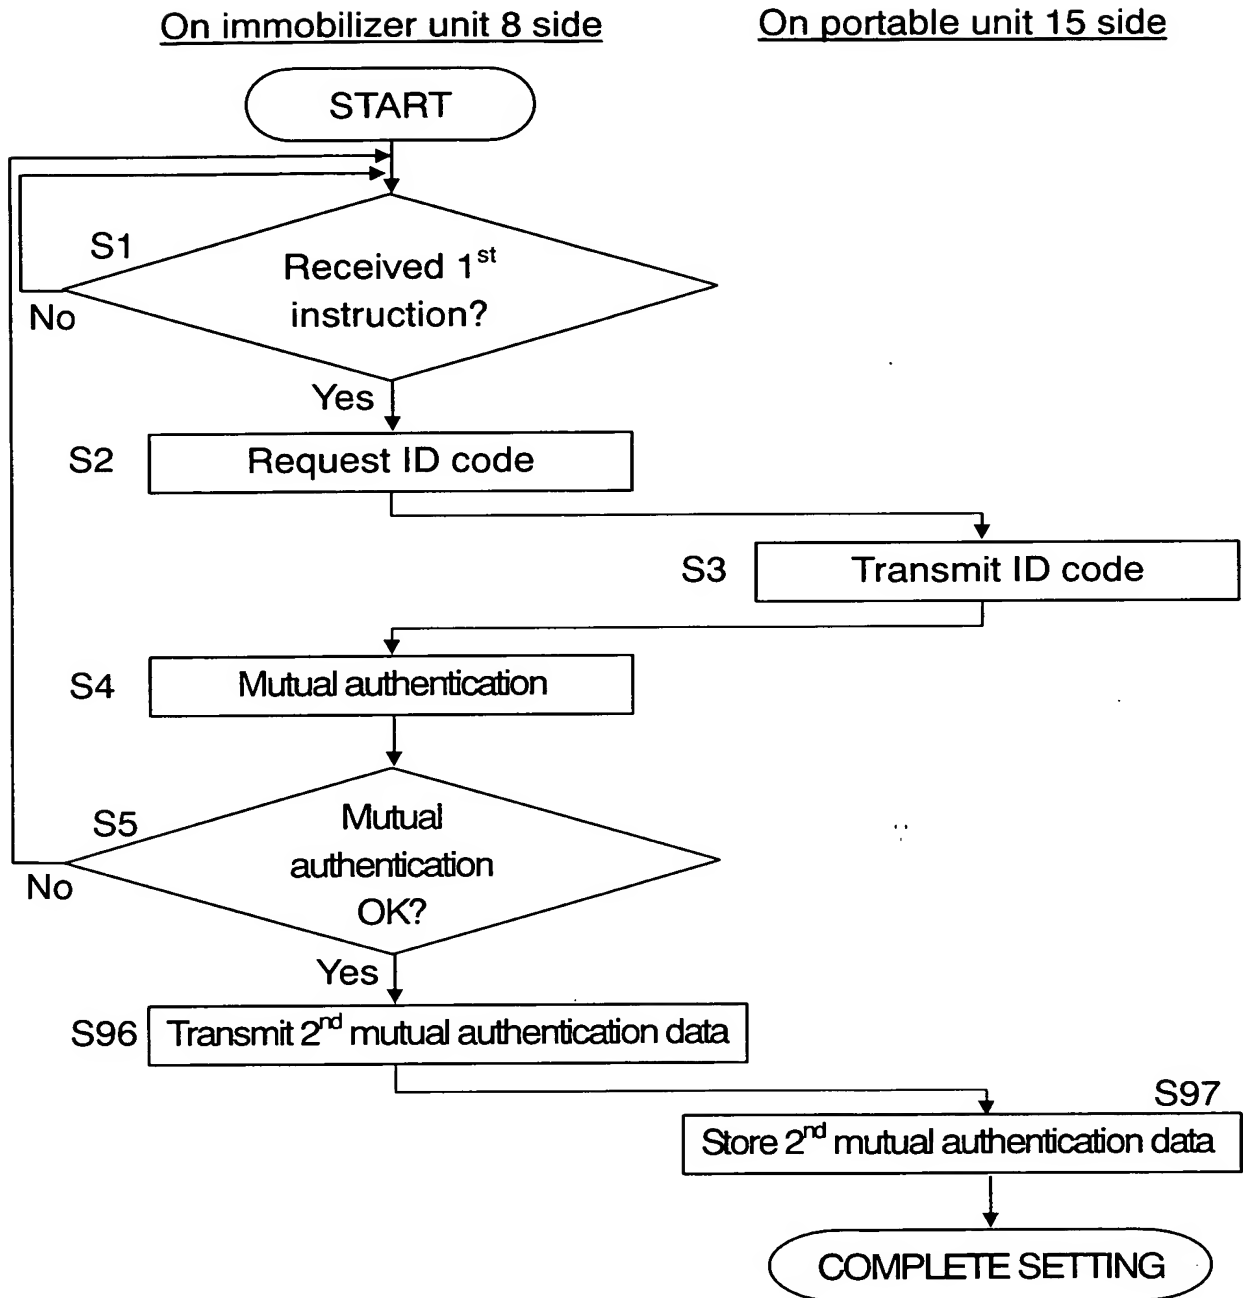 On immobilizer unit 8 side
On portable unit 15 side
START
S1
Received 1st
instruction?
No
Yes
S2
Request ID code
S3
Transmit ID code
S4
Mutual authentication
S5
Mutual
authentication
OK?
No
Yes
S96
Transmit 2nd mutual authentication data
S97
Store 2nd mutual authentication data
COMPLETE SETTING